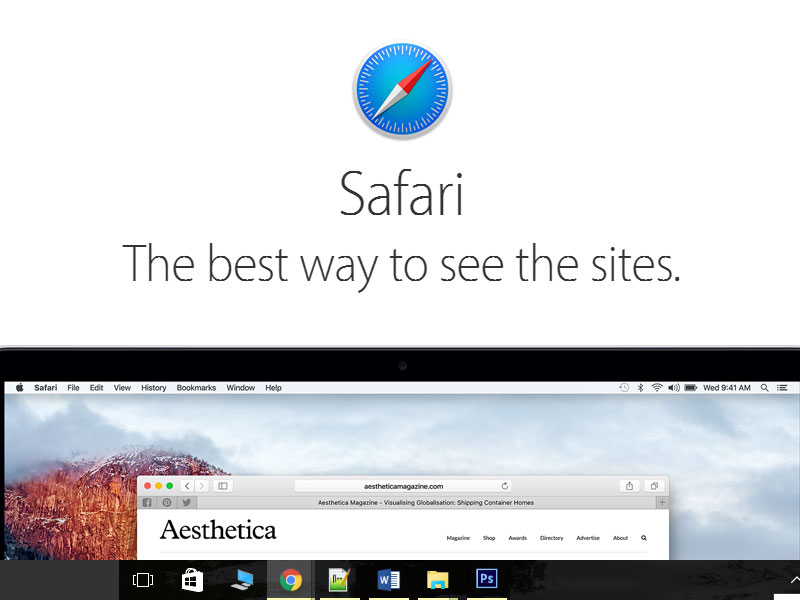 Safari
The best way to see the sites.
Safari File Edit View History Bookmarks Window Help Wed 9:41 AM
aestheticamagazine.com
Aesthetica Magazine - Visualising Globalisation: Shipping Container Homes
Aesthetica
Magazine Shop Awards Directory Advertise About
W Ps